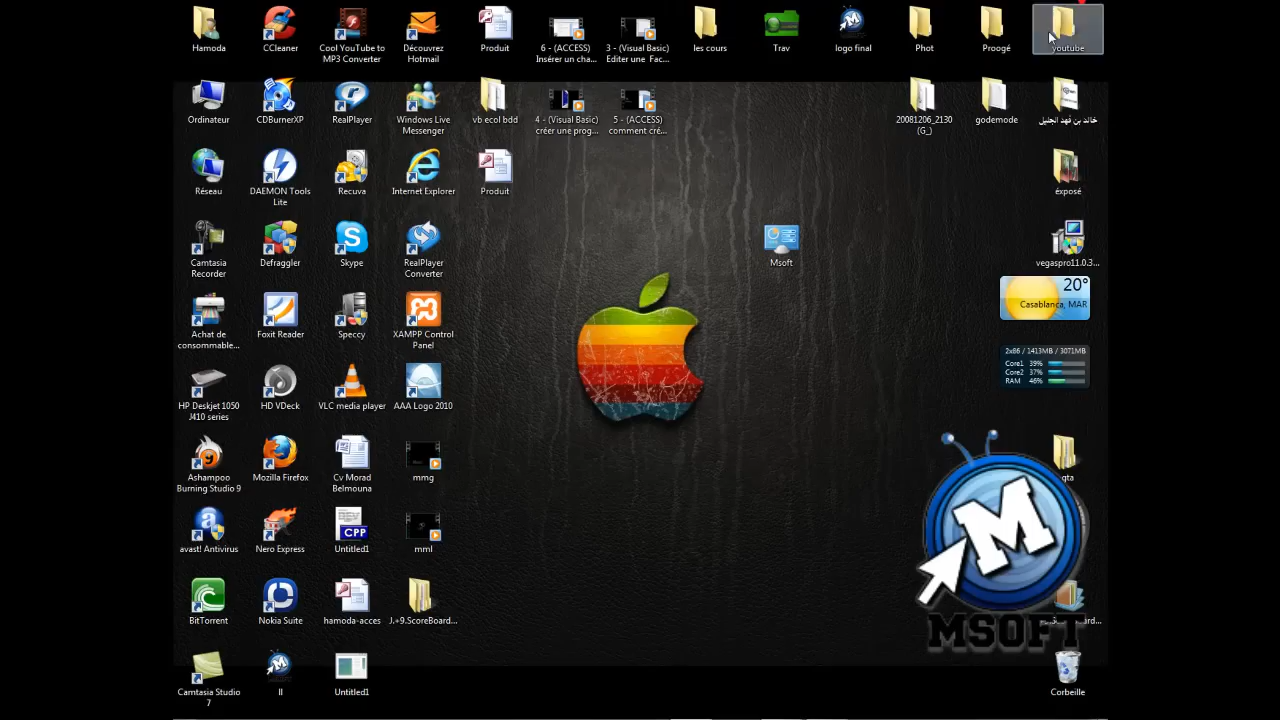 Hamoda
CCleaner
Cool YouTube to
MP3 Converter
Découvrez
Hotmail
Produit
6 - (ACCESS)
Insérer un cha...
3 - (Visual Basic)
Editer une Fac...
les cours
Trav
logo final
Phot
Proogé
youtube
Ordinateur
CDBurnerXP
RealPlayer
Windows Live
Messenger
vb ecol bdd
4 - (Visual Basic)
créer une prog...
5 - (ACCESS)
comment cré...
20081206_2130
(G_)
godemode
خالد بن فهد الجليل
Réseau
DAEMON Tools
Lite
Recuva
Internet Explorer
Produit
éxposé
Camtasia
Recorder
Defraggler
Skype
RealPlayer
Converter
Msoft
vegaspro11.0.3...
20°
Casablanca, MAR
Achat de
consommable...
Foxit Reader
Speccy
XAMPP Control
Panel
2x86 / 1413MB / 3071MB
Core1 39%
Core2 37%
RAM 46%
HP Deskjet 1050
J410 series
HD VDeck
VLC media player
AAA Logo 2010
Ashampoo
Burning Studio 9
Mozilla Firefox
Cv Morad
Belmouna
mmg
M
avast! Antivirus
Nero Express
CPP
Untitled1
mml
BitTorrent
Nokia Suite
hamoda-acces
J.+9.ScoreBoard...
MSOFT
Camtasia Studio
7
II
Untitled1
Corbeille